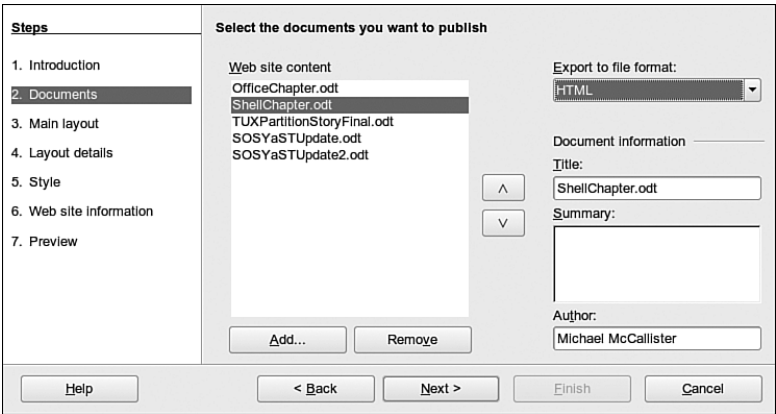 Steps
1. Introduction
2. Documents
3. Main layout
4. Layout details
5. Style
6. Web site information
7. Preview
Select the documents you want to publish
Web site content
OfficeChapter.odt
ShellChapter.odt
TUXPartitionStoryFinal.odt
SOSYaSTUpdate.odt
SOSYaSTUpdate2.odt
Add...
Remove
Export to file format:
HTML
Document information
Title:
ShellChapter.odt
Summary:
Author:
Michael McCallister
Help
< Back
Next >
Finish
Cancel